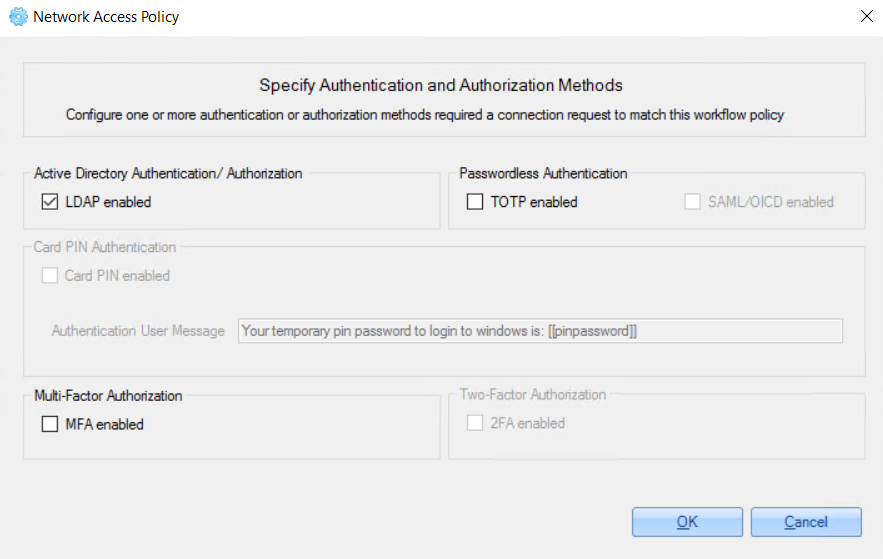 Network Access Policy
Specify Authentication and Authorization Methods
Configure one or more authentication or authorization methods required a connection request to match this workflow policy
Active Directory Authentication/ Authorization
LDAP enabled
Passwordless Authentication
TOTP enabled
SAML/OICD enabled
Card PIN Authentication
Card PIN enabled
Authentication User Message
Your temporary pin password to login to windows is: [[pinpassword]]
Multi-Factor Authorization
MFA enabled
Two-Factor Authorization
2FA enabled
OK
Cancel